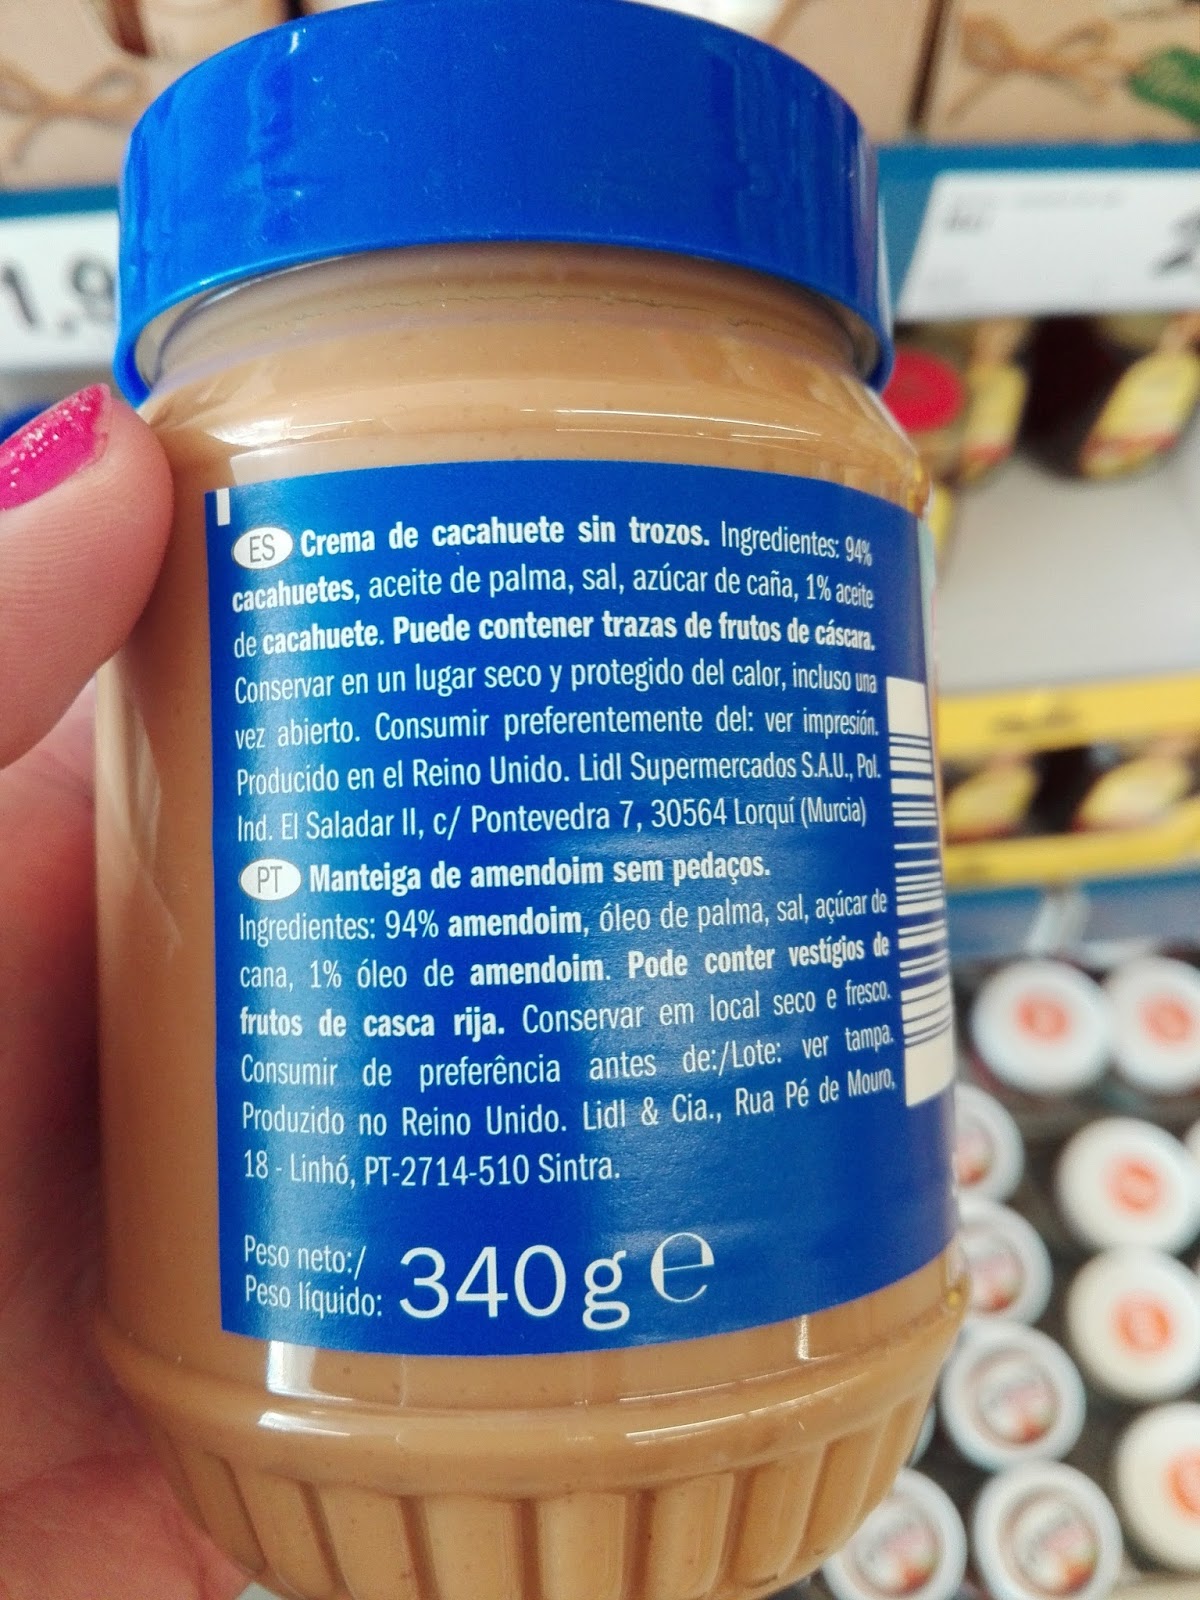 1,9
ES Crema de cacahuete sin trozos. Ingredientes: 94%
cacahuetes, aceite de palma, sal, azúcar de caña, 1% aceite
de cacahuete. Puede contener trazas de frutos de cáscara.
Conservar en un lugar seco y protegido del calor, incluso una
vez abierto. Consumir preferentemente del: ver impresión.
Producido en el Reino Unido. Lidl Supermercados S.A.U., Pol.
Ind. El Saladar II, c/ Pontevedra 7, 30564 Lorquí (Murcia)
PT Manteiga de amendoim sem pedaços.
Ingredientes: 94% amendoim, óleo de palma, sal, açúcar de
cana, 1% óleo de amendoim. Pode conter vestígios de
frutos de casca rija. Conservar em local seco e fresco.
Consumir de preferência antes de:/Lote: ver tampa.
Produzido no Reino Unido. Lidl & Cia., Rua Pé de Mouro,
18 - Linhó, PT-2714-510 Sintra.
Peso neto:/
Peso líquido: 340 g e